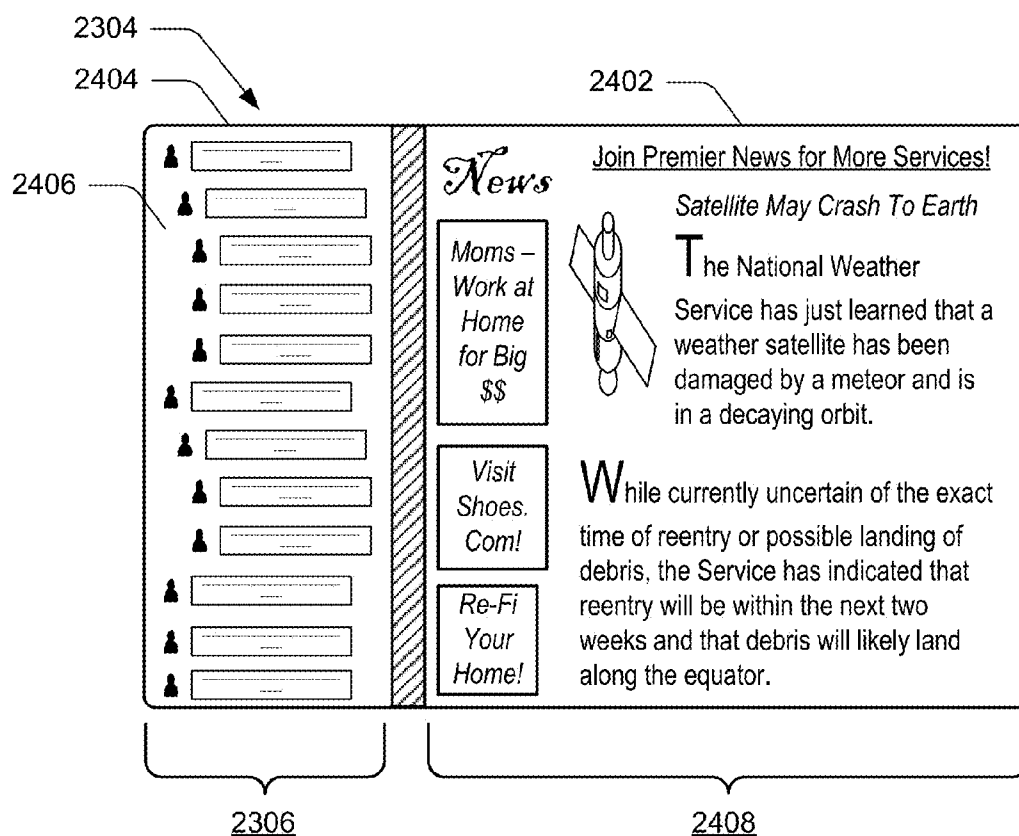 2304
2404
2402
2406
News
Join Premier News for More Services!
Satellite May Crash To Earth
Moms –
Work at
Home
for Big
$$
The National Weather
Service has just learned that a
weather satellite has been
damaged by a meteor and is
in a decaying orbit.
Visit
Shoes.
Com!
While currently uncertain of the exact
time of reentry or possible landing of
debris, the Service has indicated that
reentry will be within the next two
weeks and that debris will likely land
along the equator.
Re-Fi
Your
Home!
2306
2408